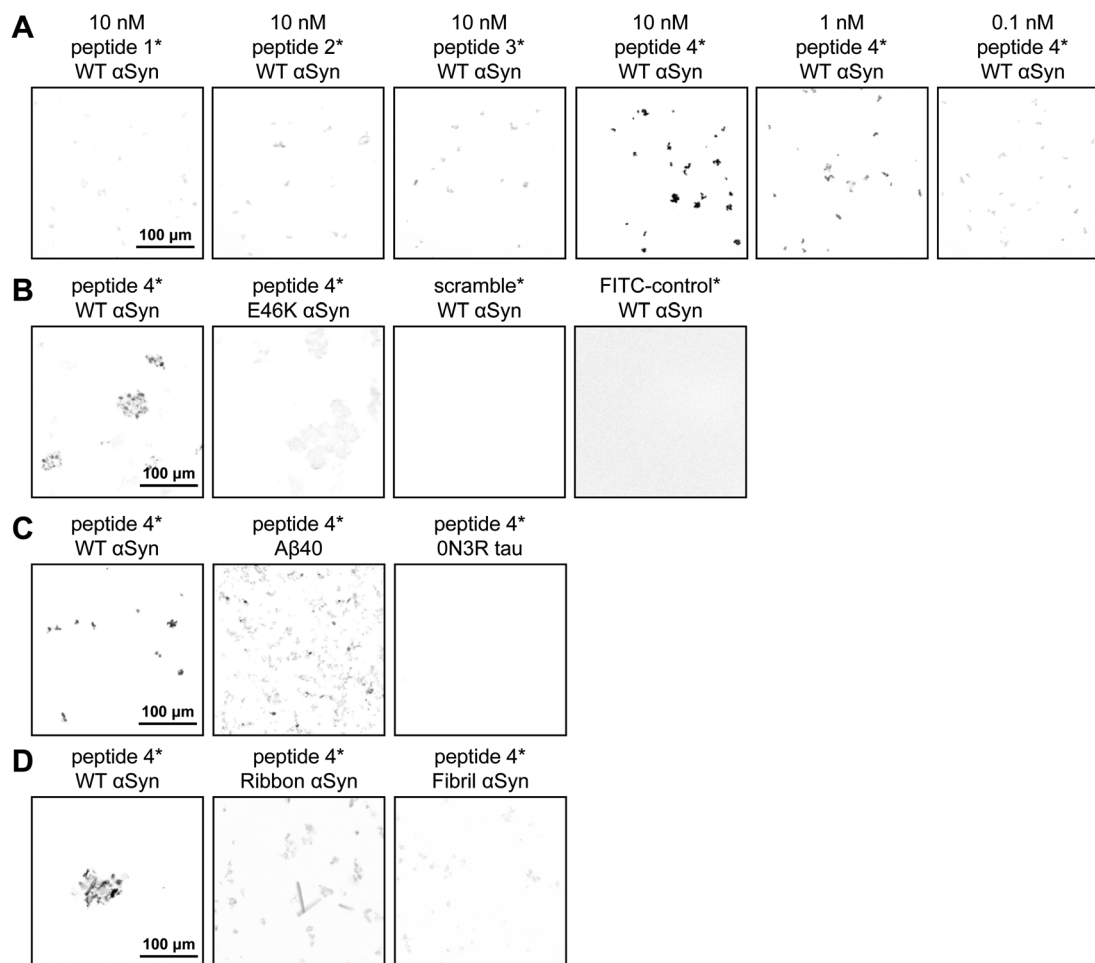 A
10 nM
peptide 1*
WT αSyn
10 nM
peptide 2*
WT αSyn
10 nM
peptide 3*
WT αSyn
10 nM
peptide 4*
WT αSyn
1 nM
peptide 4*
WT αSyn
0.1 nM
peptide 4*
WT αSyn
100 µm
B
peptide 4*
WT αSyn
peptide 4*
E46K αSyn
scramble*
WT αSyn
FITC-control*
WT αSyn
100 µm
C
peptide 4*
WT αSyn
peptide 4*
Aβ40
peptide 4*
0N3R tau
100 µm
D
peptide 4*
WT αSyn
peptide 4*
Ribbon αSyn
peptide 4*
Fibril αSyn
100 µm